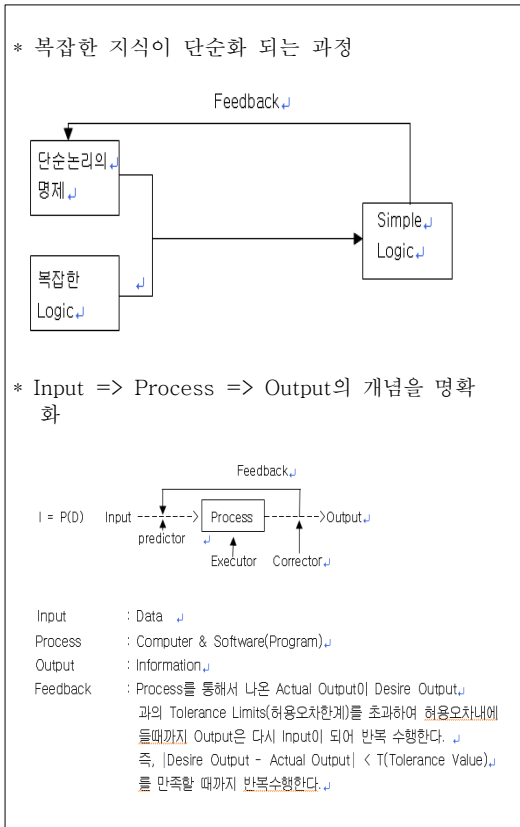 * 복잡한 지식이 단순화 되는 과정
Feedback
단순논리의
명제
복잡한
Logic
Simple
Logic
* Input => Process => Output의 개념을 명확
화
Feedback
I = P(D) Input Process Output
predictor
Executor Corrector
Input : Data
Process : Computer & Software(Program)
Output : Information
Feedback : Process를 통해서 나온 Actual Output이 Desire Output
과의 Tolerance Limits(허용오차한계)를 초과하여 허용오차내에
들때까지 Output은 다시 Input이 되어 반복 수행한다.
즉, |Desire Output - Actual Output| < T(Tolerance Value)
를 만족할 때까지 반복수행한다.